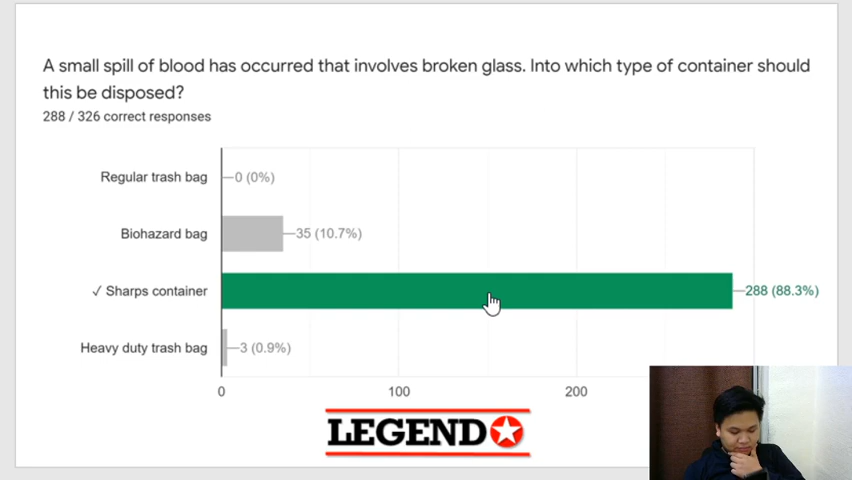 A small spill of blood has occurred that involves broken glass. Into which type of container should
this be disposed?
288 / 326 correct responses
Regular trash bag
0 (0%)
Biohazard bag
35 (10.7%)
✓ Sharps container
288 (88.3%)
Heavy duty trash bag
3 (0.9%)
0
100
200
LEGEND